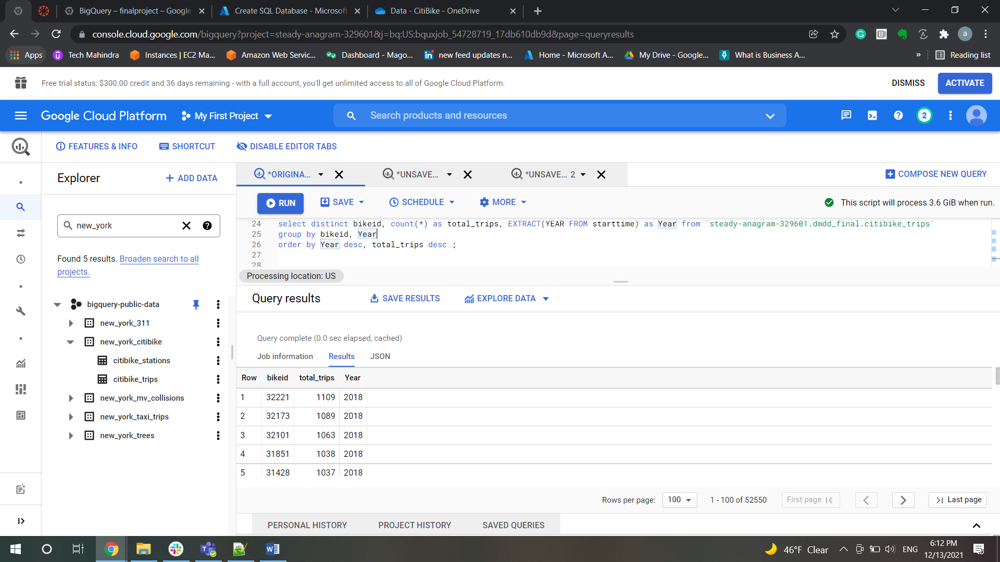 BigQuery – finalproject – Google
Create SQL Database - Microsoft
Data - CitiBike - OneDrive
console.cloud.google.com/bigquery?project=steady-anagram-329601&j=bq:US:bquxjob_54728719_17db610db9d&page=queryresults
a
Apps
Tech Mahindra
Instances | EC2 Ma...
Amazon Web Servic...
Dashboard - Mago...
new feed updates n...
Home - Microsoft A...
My Drive - Google...
What is Business A...
»
Reading list
Free trial status: $300.00 credit and 36 days remaining - with a full account, you'll get unlimited access to all of Google Cloud Platform.
DISMISS
ACTIVATE
Google Cloud Platform
My First Project
Search products and resources
2
FEATURES & INFO
SHORTCUT
DISABLE EDITOR TABS
Explorer
+ ADD DATA
*ORIGINA...
*UNSAVE...
*UNSAVE... 2
COMPOSE NEW QUERY
RUN
SAVE
SCHEDULE
MORE
This script will process 3.6 GiB when run.
new_york
Found 5 results. Broaden search to all
projects.
bigquery-public-data
new_york_311
new_york_citibike
citibike_stations
citibike_trips
new_york_mv_collisions
new_york_taxi_trips
new_york_trees
24 select distinct bikeid, count(*) as total_trips, EXTRACT(YEAR FROM starttime) as Year from `steady-anagram-329601.dmdd_final.citibike_trips`
25 group by bikeid, Year
26 order by Year desc, total_trips desc ;
27
28
Processing location: US
Query results
SAVE RESULTS
EXPLORE DATA
Query complete (0.0 sec elapsed, cached)
Job information
Results
JSON
Row bikeid total_trips Year
1 32221 1109 2018
2 32173 1089 2018
3 32101 1063 2018
4 31851 1038 2018
5 31428 1037 2018
Rows per page:
100
1 - 100 of 52550
First page
Last page
PERSONAL HISTORY
PROJECT HISTORY
SAVED QUERIES
46°F Clear
ENG
6:12 PM
12/13/2021